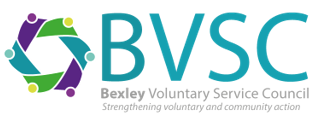 BVSC
Bexley Voluntary Service Council
Strengthening voluntary and community action